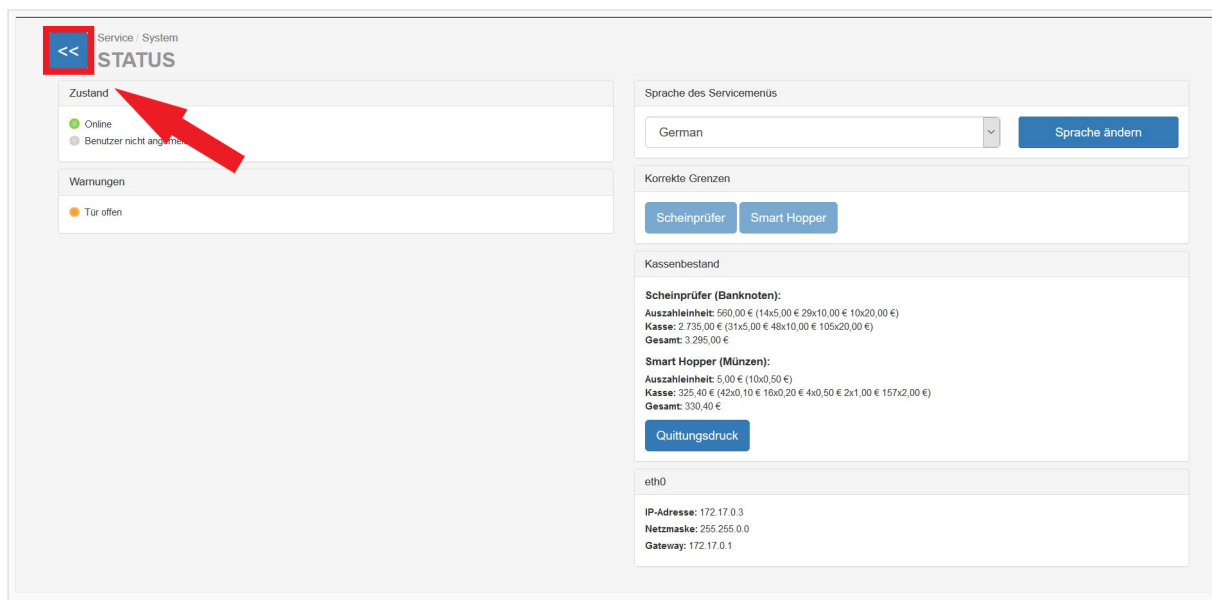 <<
Service / System
STATUS
Zustand
Online
Benutzer nicht
Warnungen
Tür offen
Sprache des Servicemenüs
German
Sprache ändern
Korrekte Grenzen
Scheinprüfer
Smart Hopper
Kassenbestand
Scheinprüfer (Banknoten):
Auszahleinheit: 560,00 € (14x5,00 € 29x10,00 € 10x20,00 €)
Kasse: 2.735,00 € (31x5,00 € 48x10,00 € 105x20,00 €)
Gesamt: 3.295,00 €
Smart Hopper (Münzen):
Auszahleinheit: 5,00 € (10x0,50 €)
Kasse: 325,40 € (42x0,10 € 16x0,20 € 4x0,50 € 2x1,00 € 157x2,00 €)
Gesamt: 330,40 €
Quittungsdruck
eth0
IP-Adresse: 172.17.0.3
Netzmaske: 255.255.0.0
Gateway: 172.17.0.1